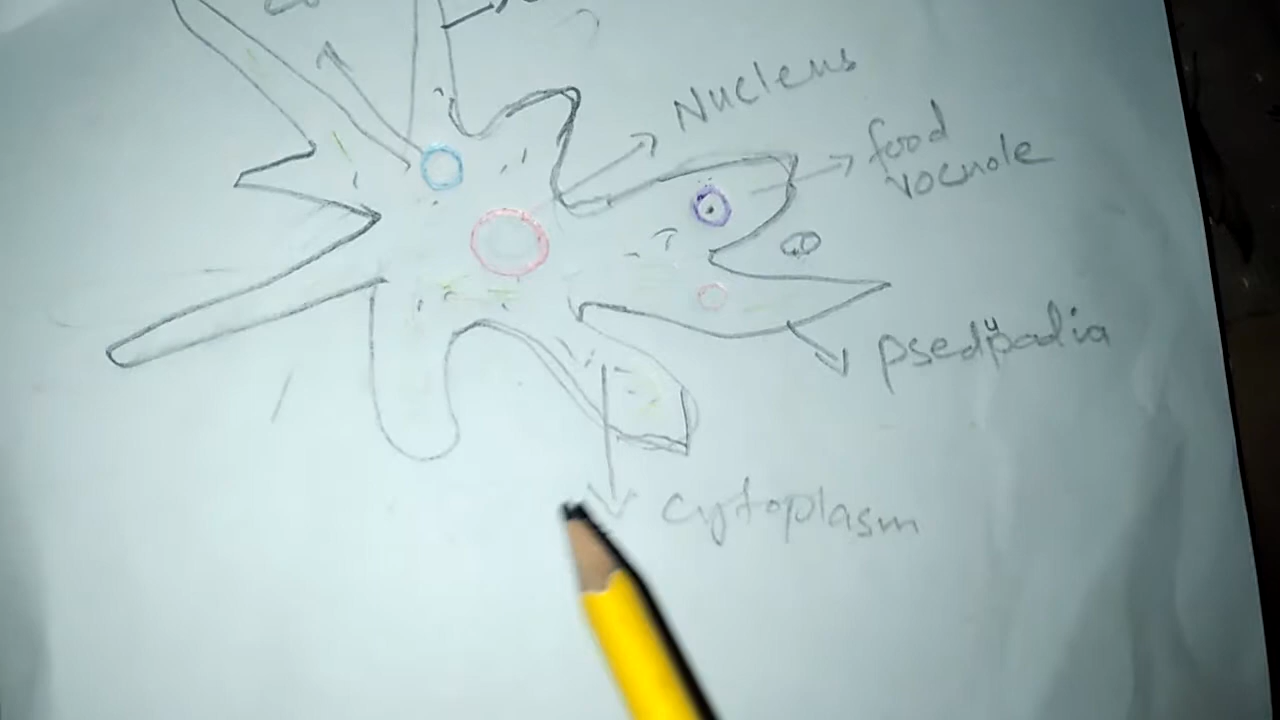 Nucleus
food
vocuole
psedupodia
cytoplasm